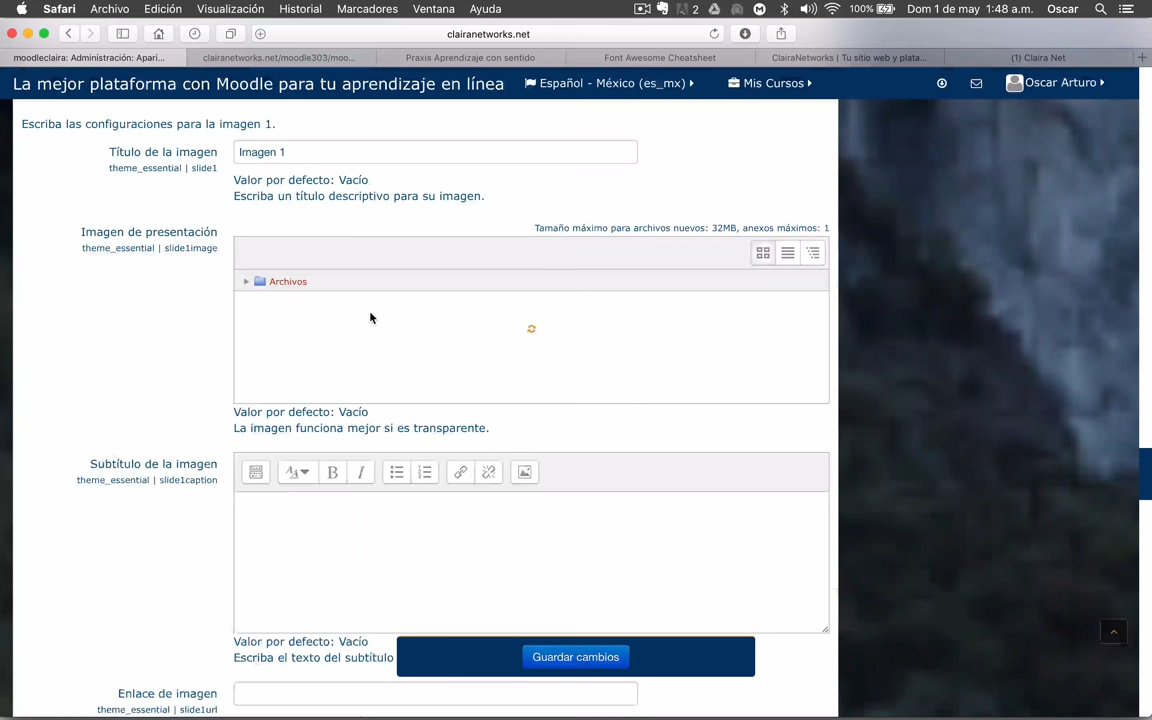 Safari Archivo Edición Visualización Historial Marcadores Ventana Ayuda 2 100% Dom 1 de may 1:48 a.m. Oscar
clairanetworks.net
moodleclaira: Administración: Apari... clairanetworks.net/moodle303/moo... Praxis Aprendizaje con sentido Font Awesome Cheatsheet ClairaNetworks | Tu sitio web y plata... (1) Claira Net
La mejor plataforma con Moodle para tu aprendizaje en línea Español - México (es_mx) Mis Cursos Oscar Arturo
Escriba las configuraciones para la imagen 1.
Título de la imagen Imagen 1
theme_essential | slide1
Valor por defecto: Vacío
Escriba un título descriptivo para su imagen.
Imagen de presentación Tamaño máximo para archivos nuevos: 32MB, anexos máximos: 1
theme_essential | slide1image
Archivos
Valor por defecto: Vacío
La imagen funciona mejor si es transparente.
Subtítulo de la imagen
theme_essential | slide1caption
Valor por defecto: Vacío
Escriba el texto del subtítulo Guardar cambios
Enlace de imagen
theme_essential | slide1url